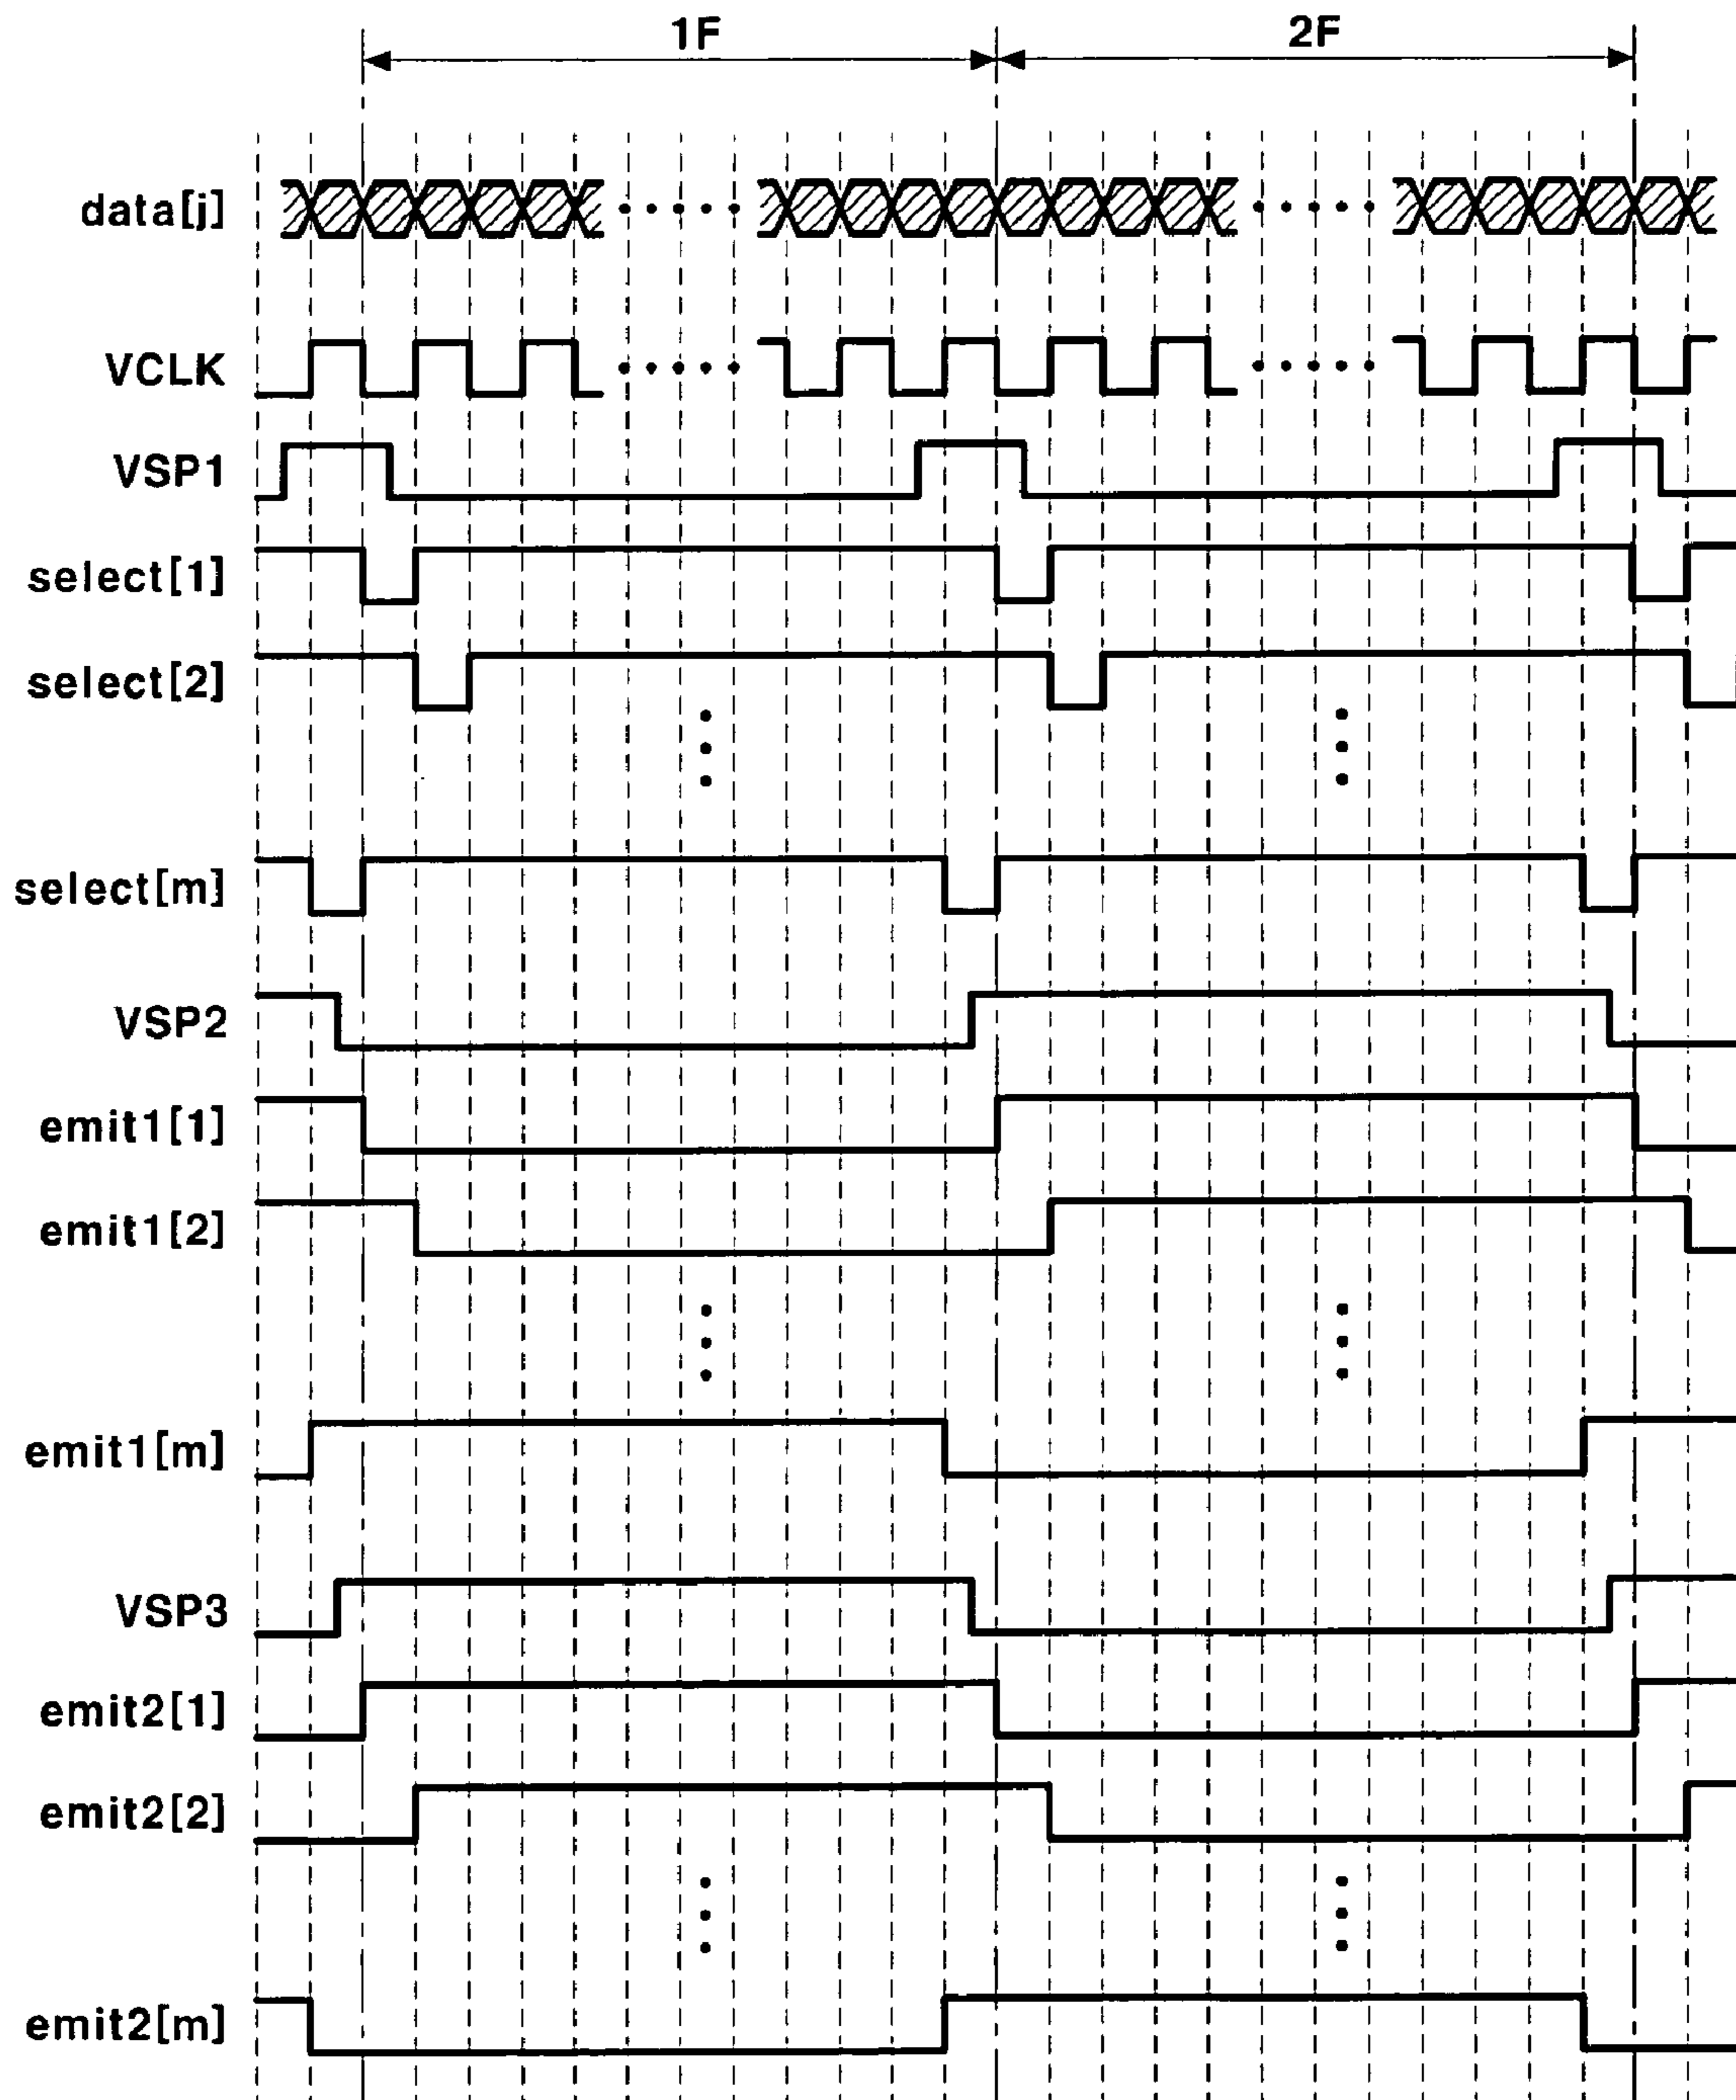 1F 2F
data[j]
VCLK
VSP1
select[1]
select[2]
select[m]
VSP2
emit1[1]
emit1[2]
emit1[m]
VSP3
emit2[1]
emit2[2]
emit2[m]